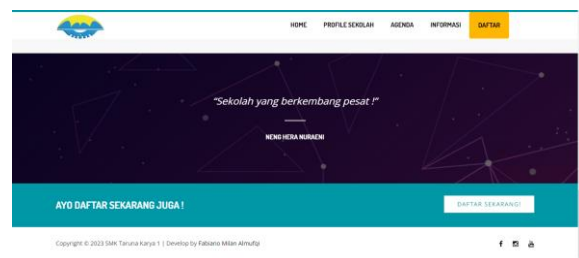 HOME PROFILE SEKOLAH AGENDA INFORMASI DAFTAR
"Sekolah yang berkembang pesat !"
NENG HERA NURAENI
AYO DAFTAR SEKARANG JUGA !
DAFTAR SEKARANG!
Copyright © 2023 SMK Taruna Karya 1 | Develop by Fabiano Milan Almufip